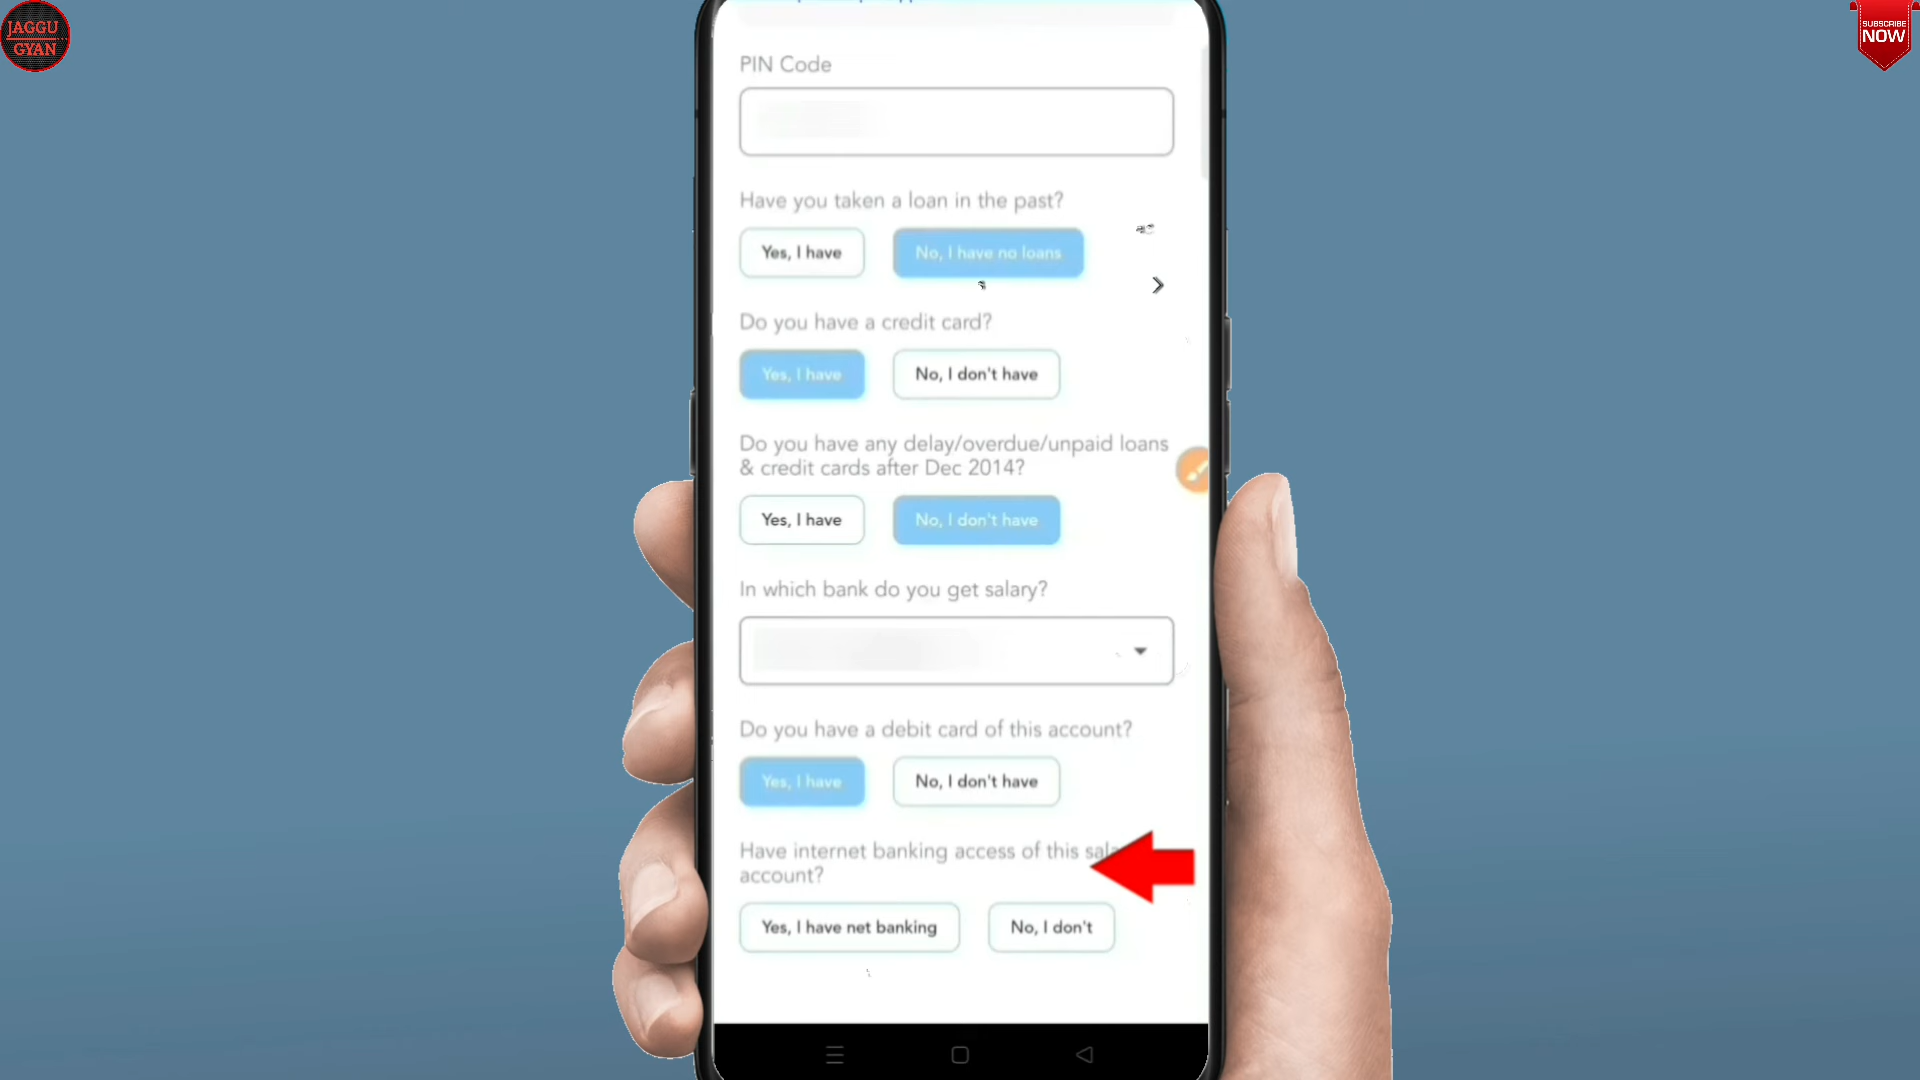 JAGGU
GYAN
SUBSCRIBE
NOW
PIN Code
Have you taken a loan in the past?
Yes, I have
No, I have no loans
Do you have a credit card?
Yes, I have
No, I don't have
Do you have any delay/overdue/unpaid loans
& credit cards after Dec 2014?
Yes, I have
No, I don't have
In which bank do you get salary?
Do you have a debit card of this account?
Yes, I have
No, I don't have
Have internet banking access of this
account?
Yes, I have net banking
No, I don't